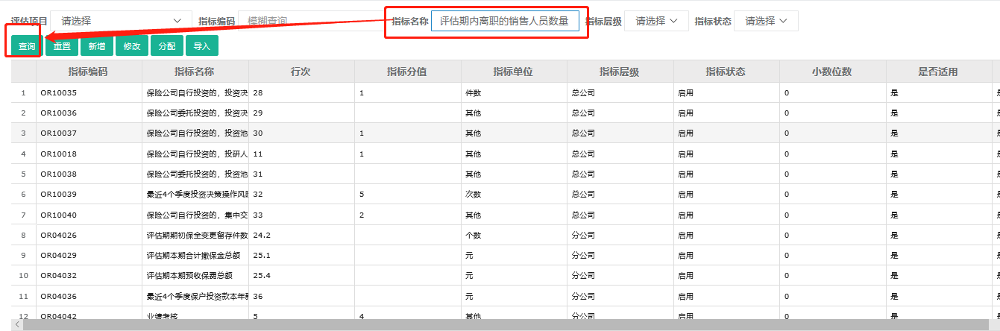 评估项目 请选择 指标编码 模糊查询 指标名称 评估期内离职的销售人员数量 指标层级 请选择 指标状态 请选择
查询 重置 新增 修改 分配 导入
指标编码 指标名称 行次 指标分值 指标单位 指标层级 指标状态 小数位数 是否适用
1 OR10035 保险公司自行投资的，投资决 28 1 件数 总公司 启用 0 是
2 OR10036 保险公司委托投资的，投资决 29 其他 总公司 启用 0 是
3 OR10037 保险公司自行投资的，投资池 30 1 其他 总公司 启用 0 是
4 OR10018 保险公司自行投资的，投研人 11 1 其他 总公司 启用 0 是
5 OR10038 保险公司委托投资的，投资池 31 其他 总公司 启用 0 是
6 OR10039 最近4个季度投资决策操作风 32 5 次数 总公司 启用 0 是
7 OR10040 保险公司自行投资的，集中交 33 2 其他 总公司 启用 0 是
8 OR04026 评估期期初保全变更留存件数 24.2 个数 分公司 启用 0 是
9 OR04029 评估期本期合计撤保金总额 25.1 元 分公司 启用 0 是
10 OR04032 评估期本期预收保费总额 25.4 元 分公司 启用 0 是
11 OR04036 最近4个季度保户投资款本年 36 元 分公司 启用 0 是
12 OR04042 业绩考核 5 4 其他 分公司 启用 0 是